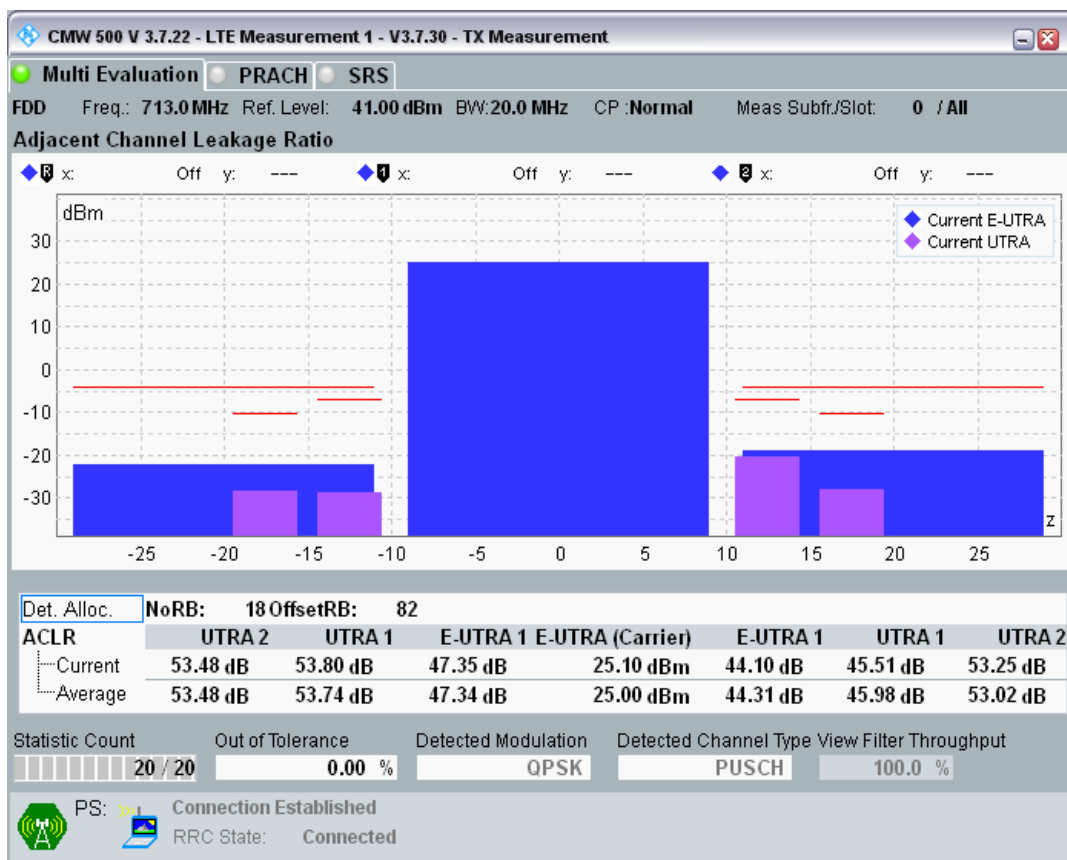 CMW 500 V 3.7.22 - LTE Measurement 1 - V3.7.30 - TX Measurement
Multi Evaluation PRACH SRS
FDD Freq.: 713.0 MHz Ref. Level: 41.00 dBm BW:20.0 MHz CP :Normal Meas Subfr./Slot: 0 / All
Adjacent Channel Leakage Ratio
R x: Off y: --- 1 x: Off y: --- 2 x: Off y: ---
dBm
Current E-UTRA
Current UTRA
30
20
10
0
-10
-20
-30
z
-25 -20 -15 -10 -5 0 5 10 15 20 25
Det. Alloc. NoRB: 18 OffsetRB: 82
ACLR UTRA 2 UTRA 1 E-UTRA 1 E-UTRA (Carrier) E-UTRA 1 UTRA 1 UTRA 2
Current 53.48 dB 53.80 dB 47.35 dB 25.10 dBm 44.10 dB 45.51 dB 53.25 dB
Average 53.48 dB 53.74 dB 47.34 dB 25.00 dBm 44.31 dB 45.98 dB 53.02 dB
Statistic Count Out of Tolerance Detected Modulation Detected Channel Type View Filter Throughput
20 / 20 0.00 % QPSK PUSCH 100.0 %
PS: Connection Established
RRC State: Connected